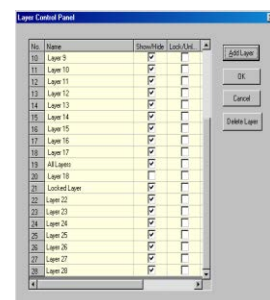 Layer Control Panel
No. Name Show/Hide Lock/Unl...
10 Layer 9
11 Layer 10
12 Layer 11
13 Layer 12
14 Layer 13
15 Layer 14
16 Layer 15
17 Layer 16
18 Layer 17
19 All Layers
20 Layer 18
21 Locked Layer
22 Layer 22
23 Layer 23
24 Layer 24
25 Layer 25
26 Layer 26
27 Layer 27
28 Layer 28
Add Layer
OK
Cancel
Delete Layer